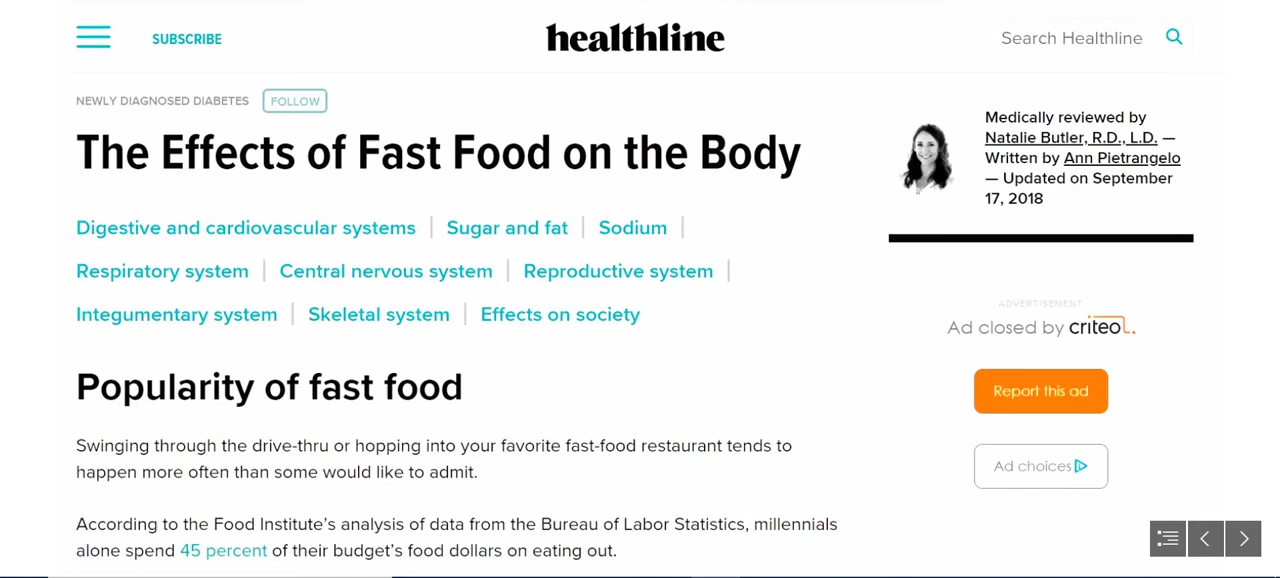 SUBSCRIBE
healthline
Search Healthline
NEWLY DIAGNOSED DIABETES FOLLOW
The Effects of Fast Food on the Body
Digestive and cardiovascular systems | Sugar and fat | Sodium |
Respiratory system | Central nervous system | Reproductive system |
Integumentary system | Skeletal system | Effects on society
Popularity of fast food
Swinging through the drive-thru or hopping into your favorite fast-food restaurant tends to
happen more often than some would like to admit.
According to the Food Institute’s analysis of data from the Bureau of Labor Statistics, millennials
alone spend 45 percent of their budget’s food dollars on eating out.
Medically reviewed by
Natalie Butler, R.D., L.D. —
Written by Ann Pietrangelo
— Updated on September
17, 2018
ADVERTISEMENT
Ad closed by criteo
Report this ad
Ad choices